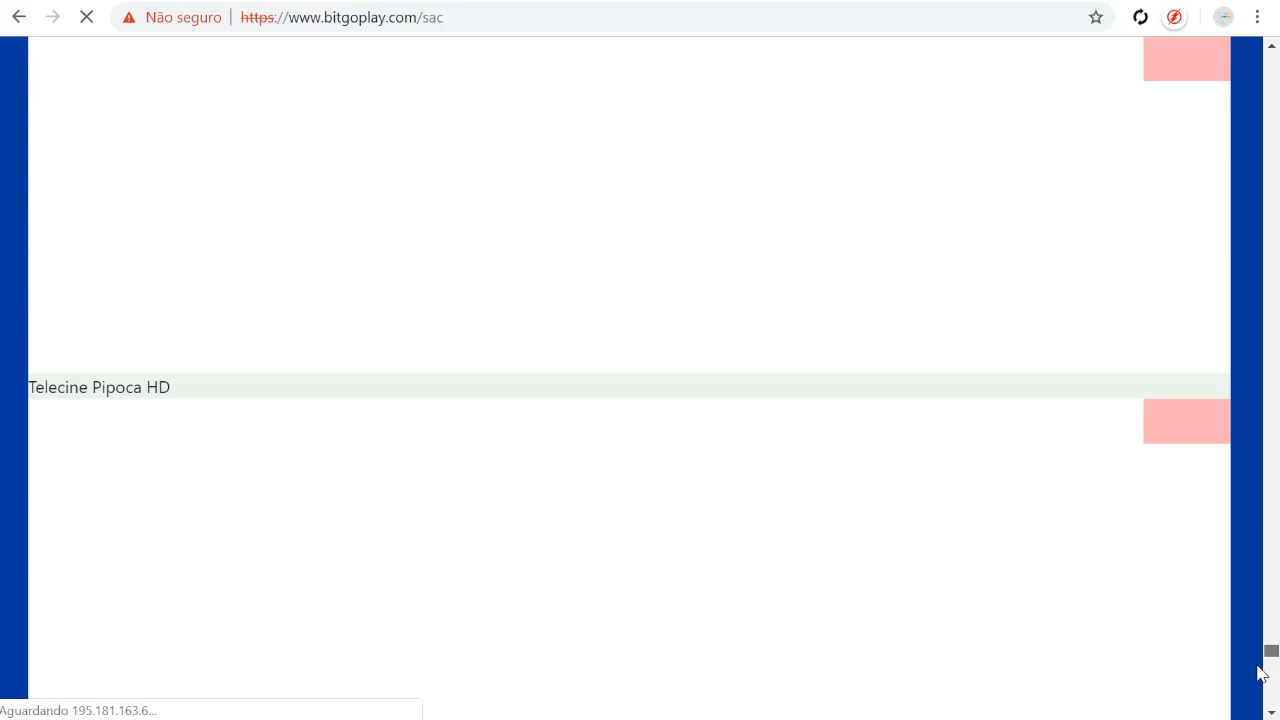 Não seguro
https://www.bitgoplay.com/sac
Telecine Pipoca HD
Aguardando 195.181.163.6...